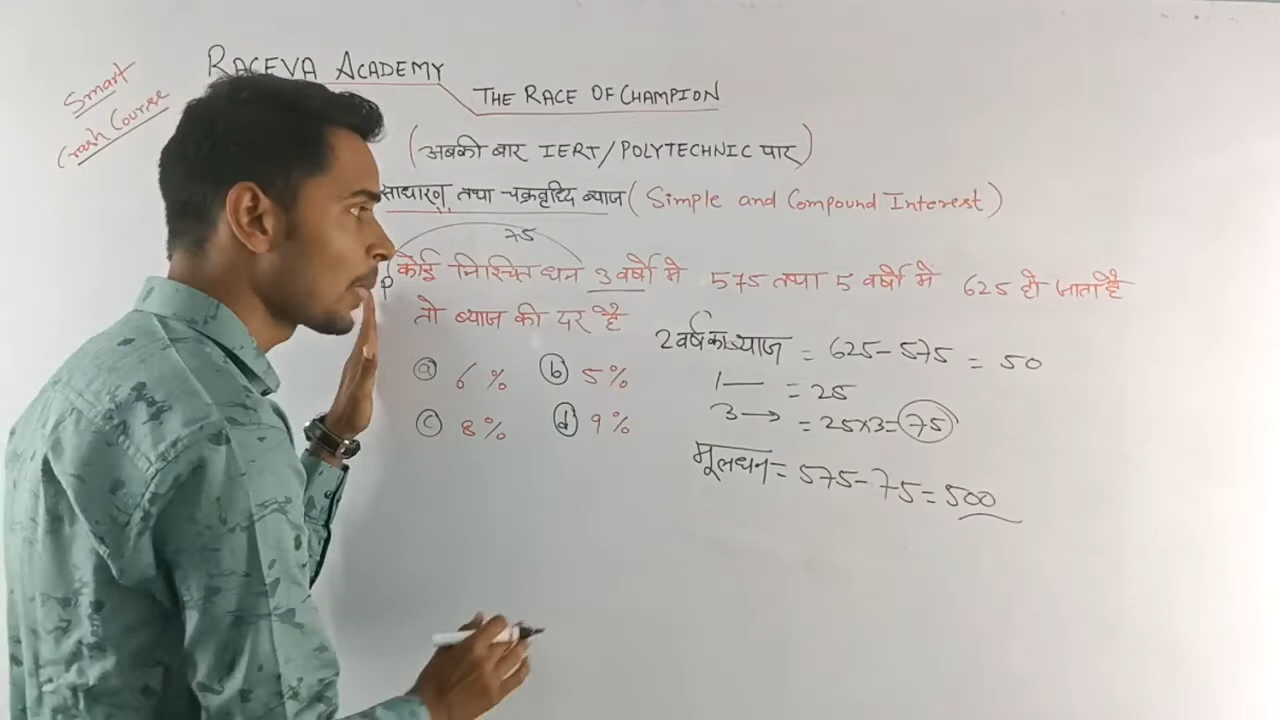 RACEVA ACADEMY
THE RACE OF CHAMPION
Smart
Crash Course
(अबकी बार IERT/POLYTECHNIC पार)
साधारण तथा चक्रवृध्दि ब्याज (Simple and Compound Interest)
75
P
कोई निश्चित धन 3 वर्षो मे 575 तथा 5 वर्षो में 625 हो जाता है
तो ब्याज की दर है
(a) 6 % (b) 5%
(c) 8% (d) 9%
2 वर्ष का ब्याज = 625 - 575 = 50
1 — = 25
3 → = 25x3 = 75
मूलधन = 575 - 75 = 500